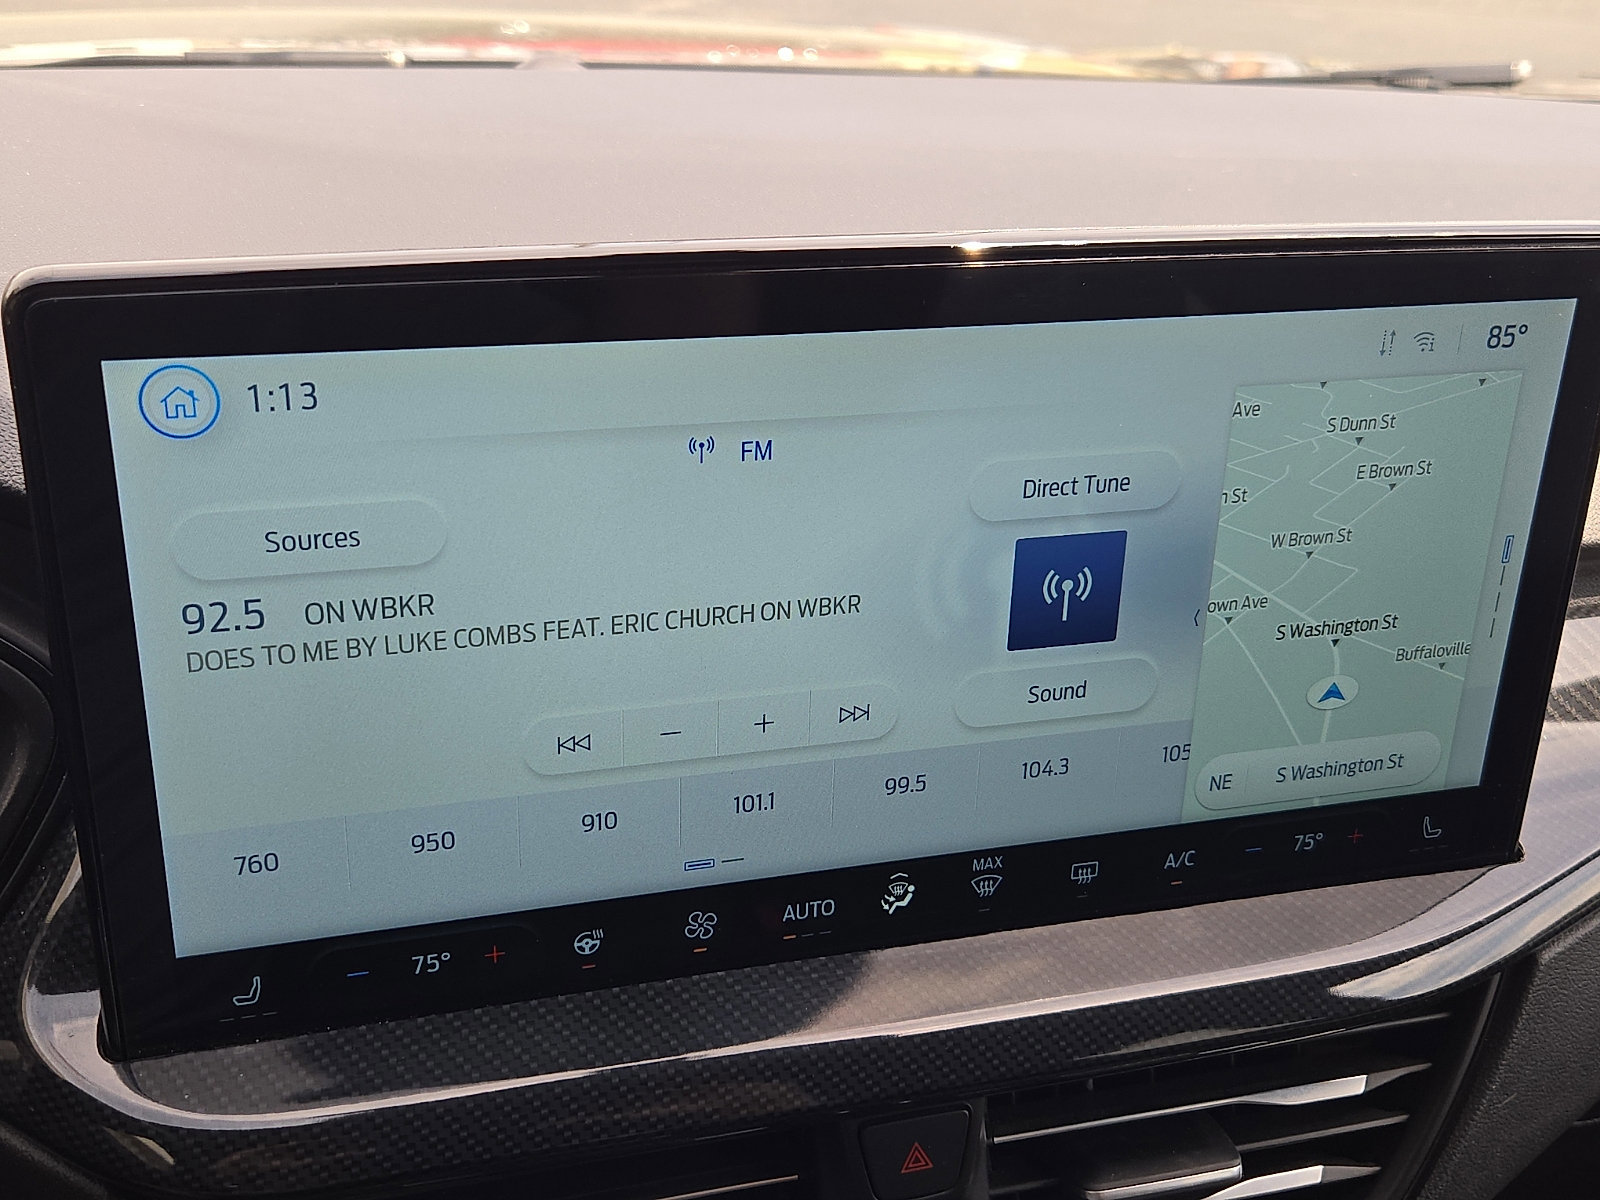 1:13
85°
FM
Sources
Direct Tune
92.5 ON WBKR
DOES TO ME BY LUKE COMBS FEAT. ERIC CHURCH ON WBKR
Sound
760
950
910
101.1
99.5
104.3
105
Ave
S Dunn St
E Brown St
n St
W Brown St
own Ave
S Washington St
Buffaloville
NE S Washington St
75°
AUTO
MAX
A/C
75°